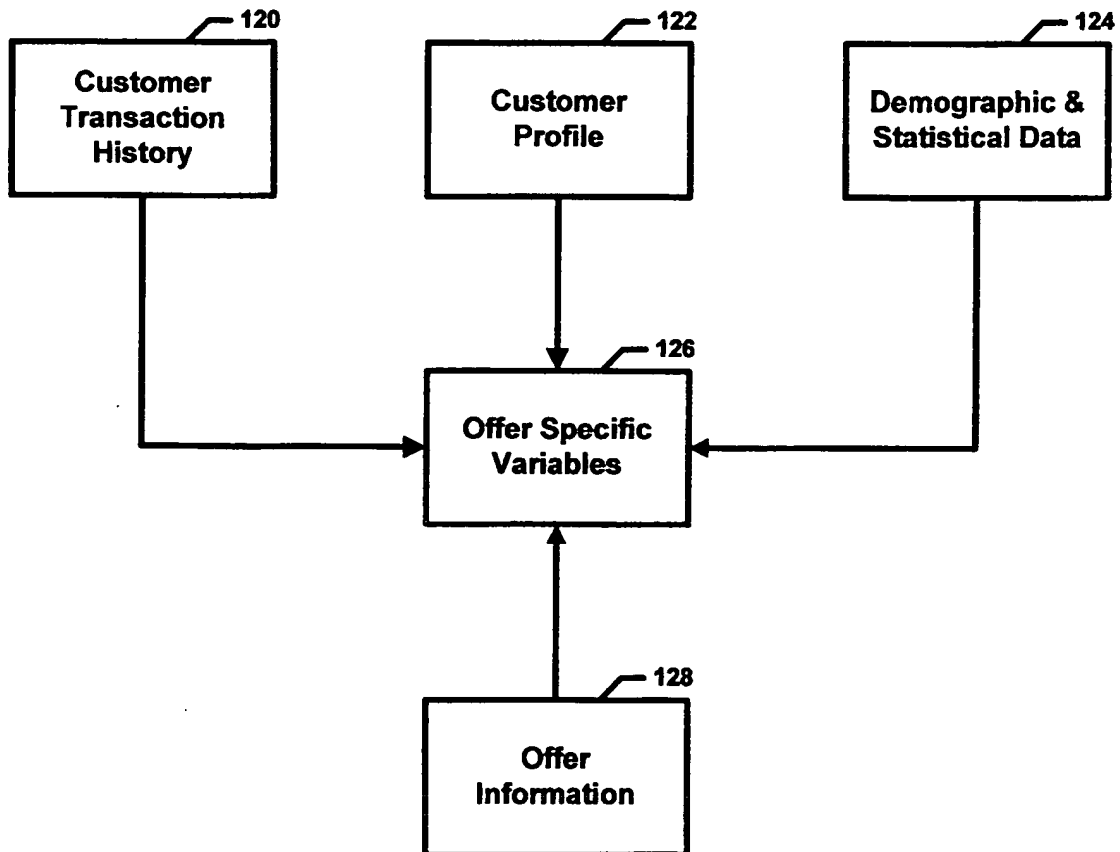 120
Customer
Transaction
History
122
Customer
Profile
124
Demographic &
Statistical Data
126
Offer Specific
Variables
128
Offer
Information